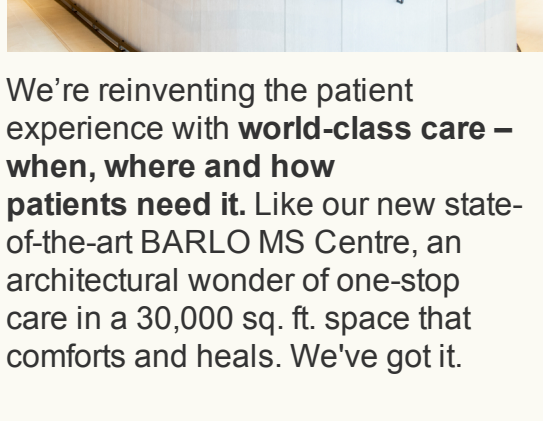 We’re reinventing the patient
experience with world-class care –
when, where and how
patients need it. Like our new state-
of-the-art BARLO MS Centre, an
architectural wonder of one-stop
care in a 30,000 sq. ft. space that
comforts and heals. We've got it.